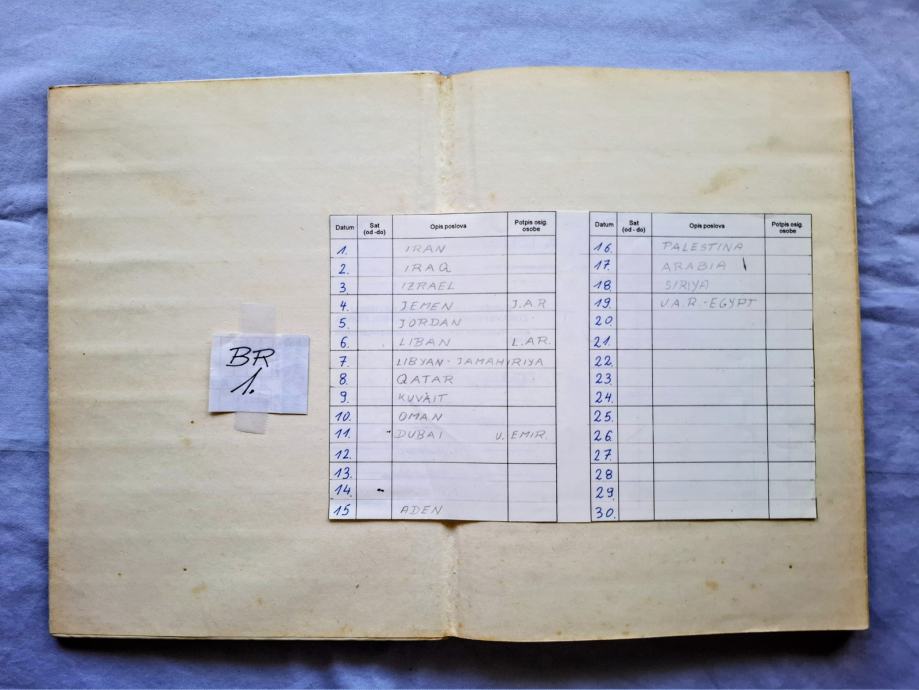 BR
1.
Datum Sat (od -do) Opis poslova Potpis osig. osobe
1. IRAN
2. IRAQ
3. IZRAEL
4. JEMEN J.AR
5. JORDAN
6. LIBAN L.AR.
7. LIBYAN-JAMAHIRIYA
8. QATAR
9. KUVAIT
10. OMAN
11. DUBAI U. EMIR.
12.
13.
14.
15 ADEN
Datum Sat (od - do) Opis poslova Potpis osig. osobe
16. PALESTINA
17. ARABIA
18. SIRIYA
19. U.A.R.-EGYPT
20.
21.
22.
23.
24.
25.
26.
27.
28
29.
30.